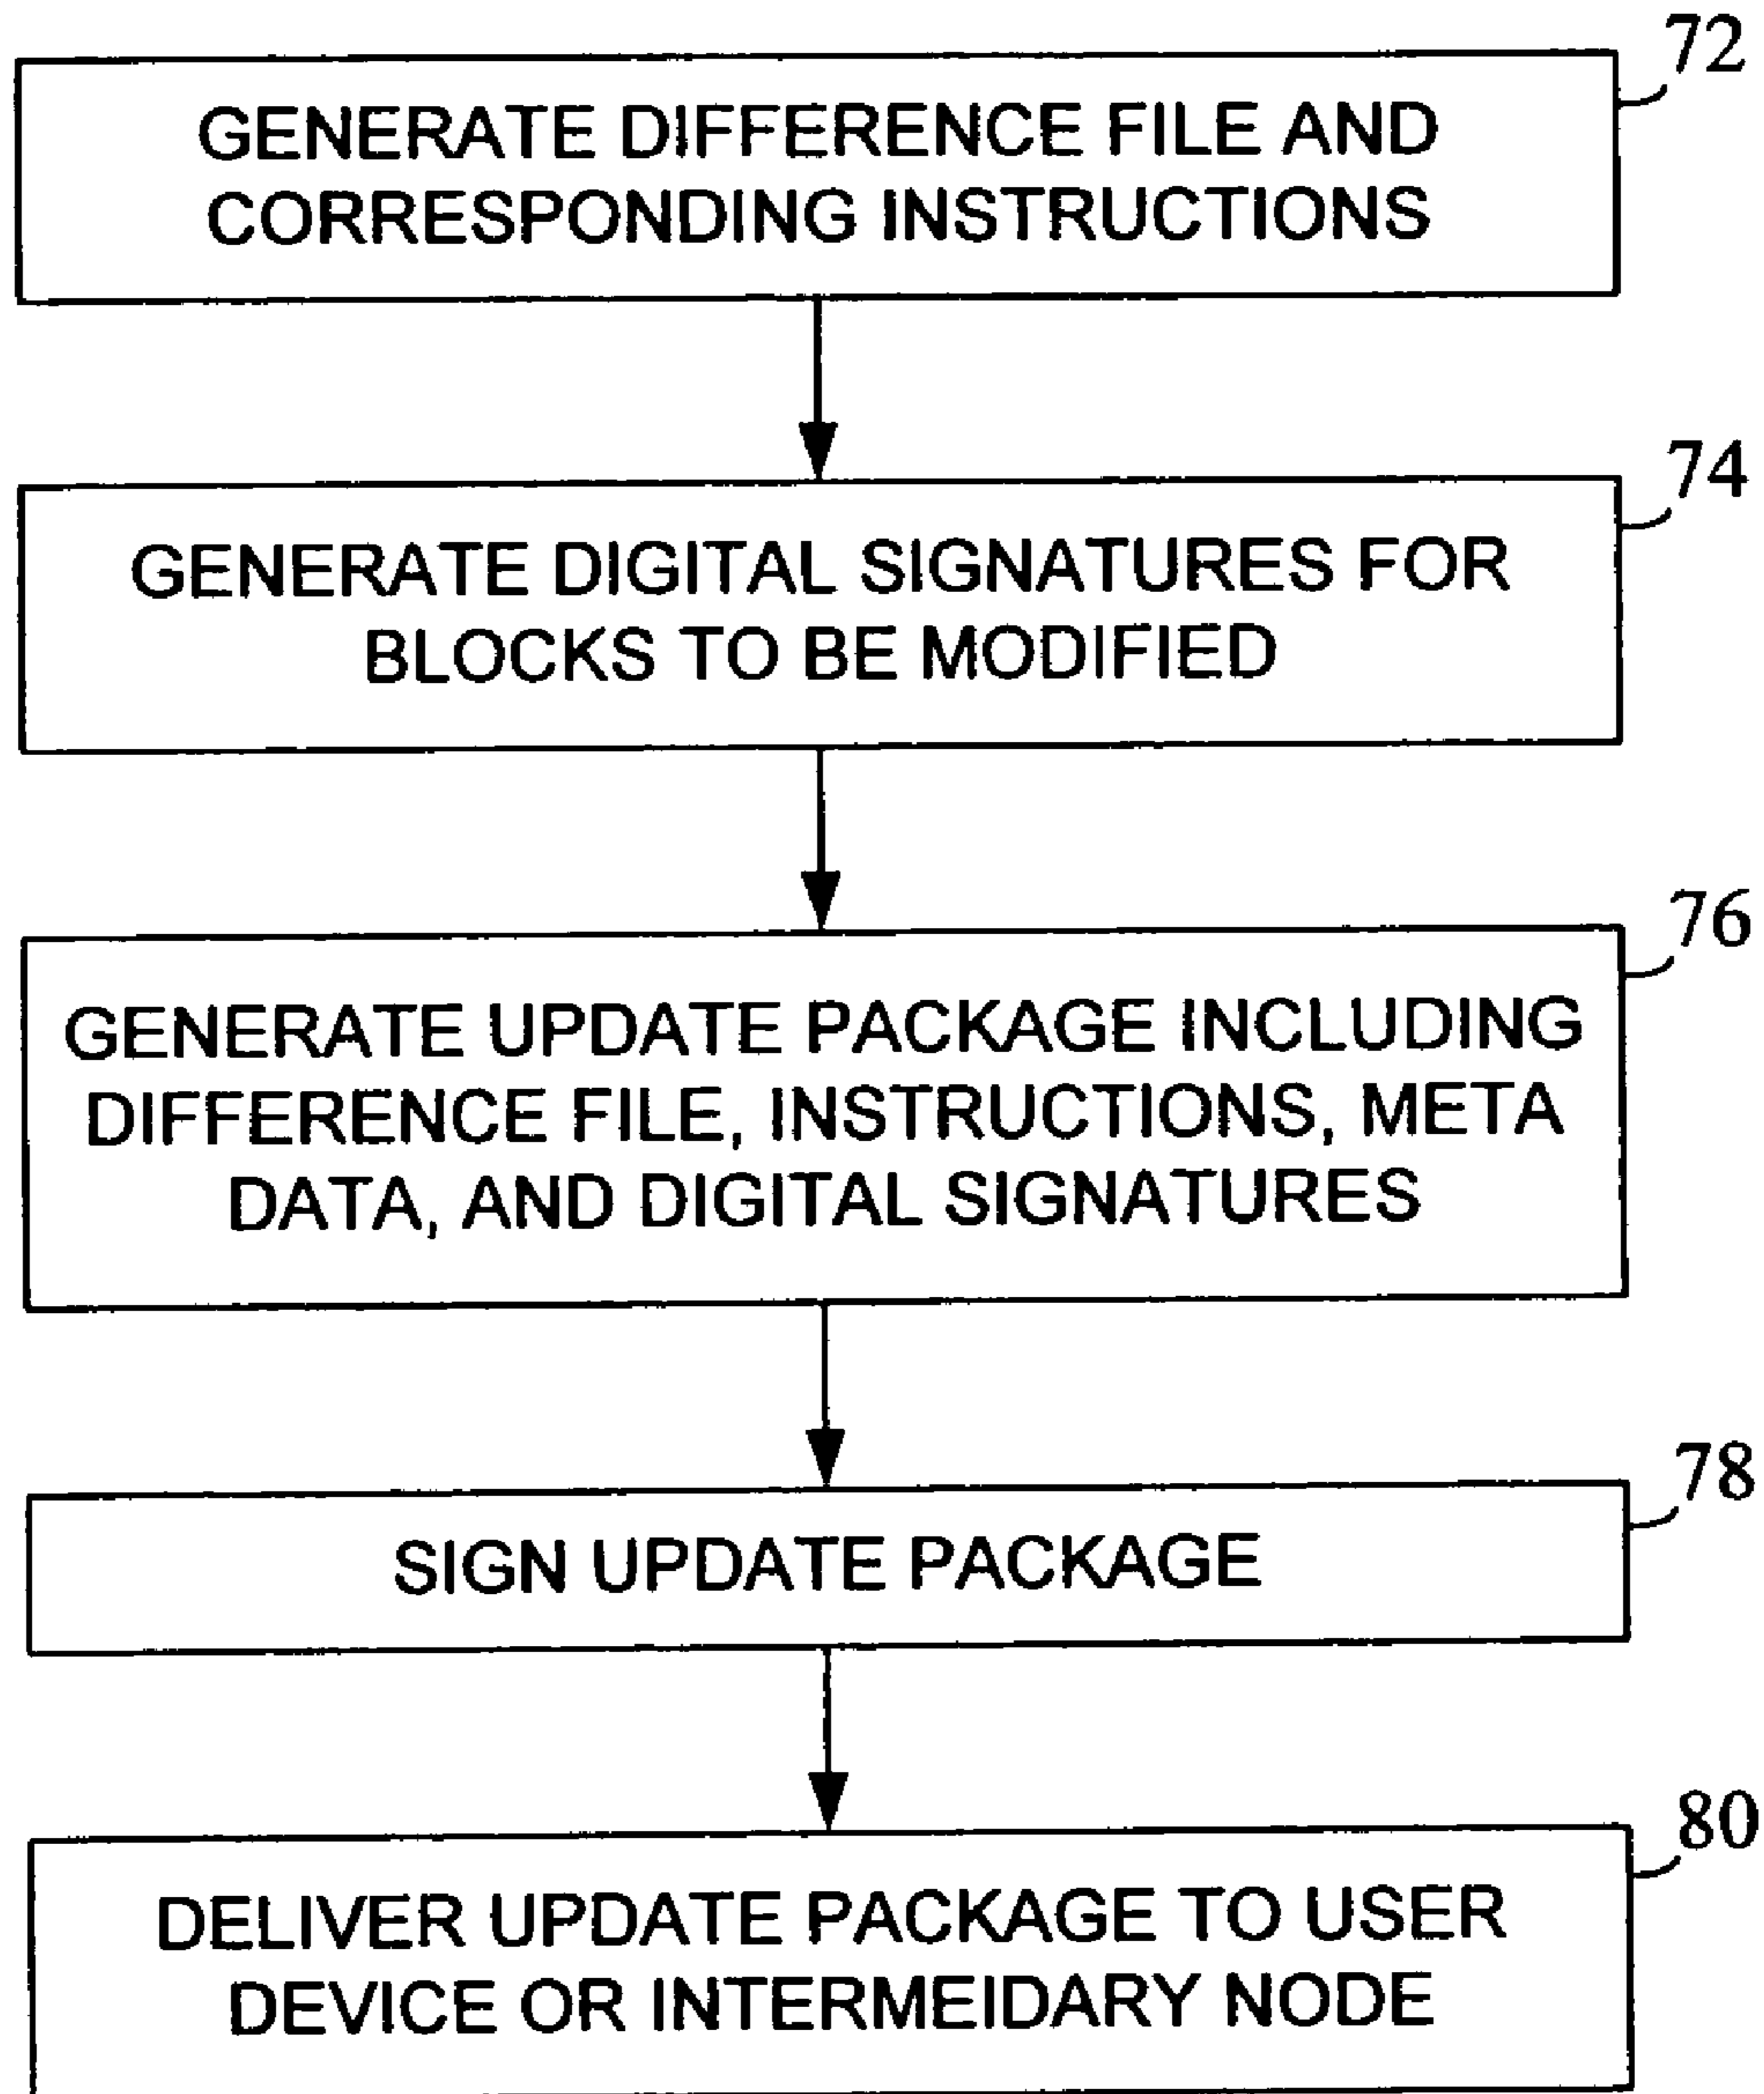 72
GENERATE DIFFERENCE FILE AND
CORRESPONDING INSTRUCTIONS
74
GENERATE DIGITAL SIGNATURES FOR
BLOCKS TO BE MODIFIED
76
GENERATE UPDATE PACKAGE INCLUDING
DIFFERENCE FILE, INSTRUCTIONS, META
DATA, AND DIGITAL SIGNATURES
78
SIGN UPDATE PACKAGE
80
DELIVER UPDATE PACKAGE TO USER
DEVICE OR INTERMEIDARY NODE